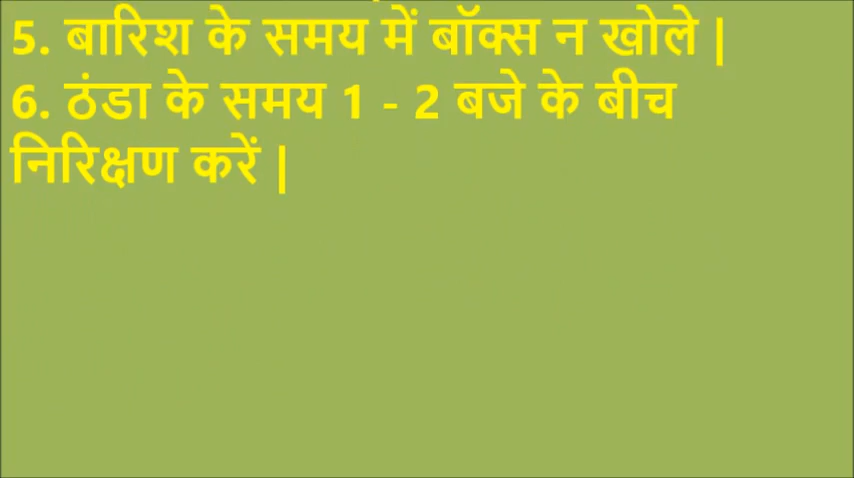 5. बारिश के समय में बॉक्स न खोले |
6. ठंडा के समय 1 - 2 बजे के बीच
निरिक्षण करें |